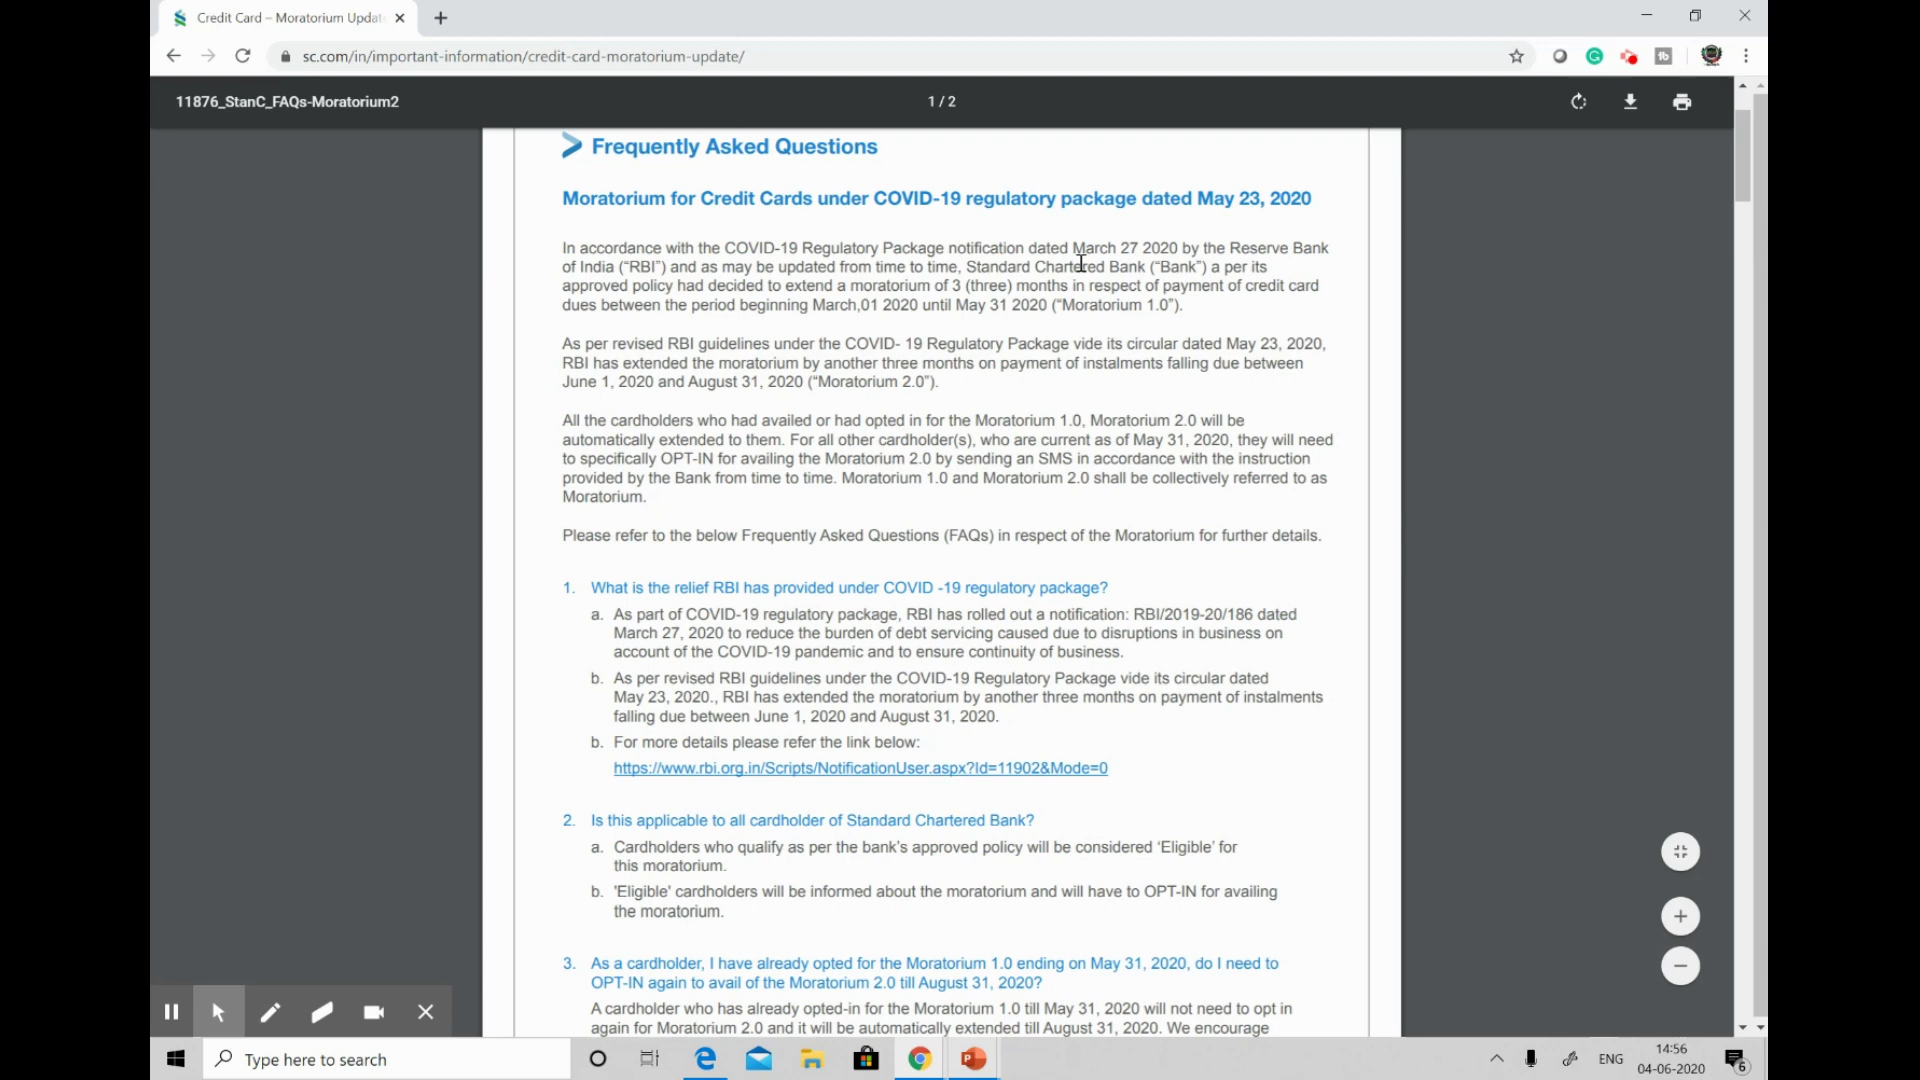 Credit Card – Moratorium Updat
sc.com/in/important-information/credit-card-moratorium-update/
11876_StanC_FAQs-Moratorium2
1 / 2
Frequently Asked Questions
Moratorium for Credit Cards under COVID-19 regulatory package dated May 23, 2020
In accordance with the COVID-19 Regulatory Package notification dated March 27 2020 by the Reserve Bank
of India (“RBI”) and as may be updated from time to time, Standard Chartered Bank (“Bank”) a per its
approved policy had decided to extend a moratorium of 3 (three) months in respect of payment of credit card
dues between the period beginning March,01 2020 until May 31 2020 (“Moratorium 1.0”).
As per revised RBI guidelines under the COVID- 19 Regulatory Package vide its circular dated May 23, 2020,
RBI has extended the moratorium by another three months on payment of instalments falling due between
June 1, 2020 and August 31, 2020 (“Moratorium 2.0”).
All the cardholders who had availed or had opted in for the Moratorium 1.0, Moratorium 2.0 will be
automatically extended to them. For all other cardholder(s), who are current as of May 31, 2020, they will need
to specifically OPT-IN for availing the Moratorium 2.0 by sending an SMS in accordance with the instruction
provided by the Bank from time to time. Moratorium 1.0 and Moratorium 2.0 shall be collectively referred to as
Moratorium.
Please refer to the below Frequently Asked Questions (FAQs) in respect of the Moratorium for further details.
1. What is the relief RBI has provided under COVID -19 regulatory package?
a. As part of COVID-19 regulatory package, RBI has rolled out a notification: RBI/2019-20/186 dated
March 27, 2020 to reduce the burden of debt servicing caused due to disruptions in business on
account of the COVID-19 pandemic and to ensure continuity of business.
b. As per revised RBI guidelines under the COVID-19 Regulatory Package vide its circular dated
May 23, 2020., RBI has extended the moratorium by another three months on payment of instalments
falling due between June 1, 2020 and August 31, 2020.
b. For more details please refer the link below:
https://www.rbi.org.in/Scripts/NotificationUser.aspx?Id=11902&Mode=0
2. Is this applicable to all cardholder of Standard Chartered Bank?
a. Cardholders who qualify as per the bank’s approved policy will be considered ‘Eligible’ for
this moratorium.
b. 'Eligible' cardholders will be informed about the moratorium and will have to OPT-IN for availing
the moratorium.
3. As a cardholder, I have already opted for the Moratorium 1.0 ending on May 31, 2020, do I need to
OPT-IN again to avail of the Moratorium 2.0 till August 31, 2020?
A cardholder who has already opted-in for the Moratorium 1.0 till May 31, 2020 will not need to opt in
again for Moratorium 2.0 and it will be automatically extended till August 31, 2020. We encourage
Type here to search
ENG
14:56
04-06-2020
6